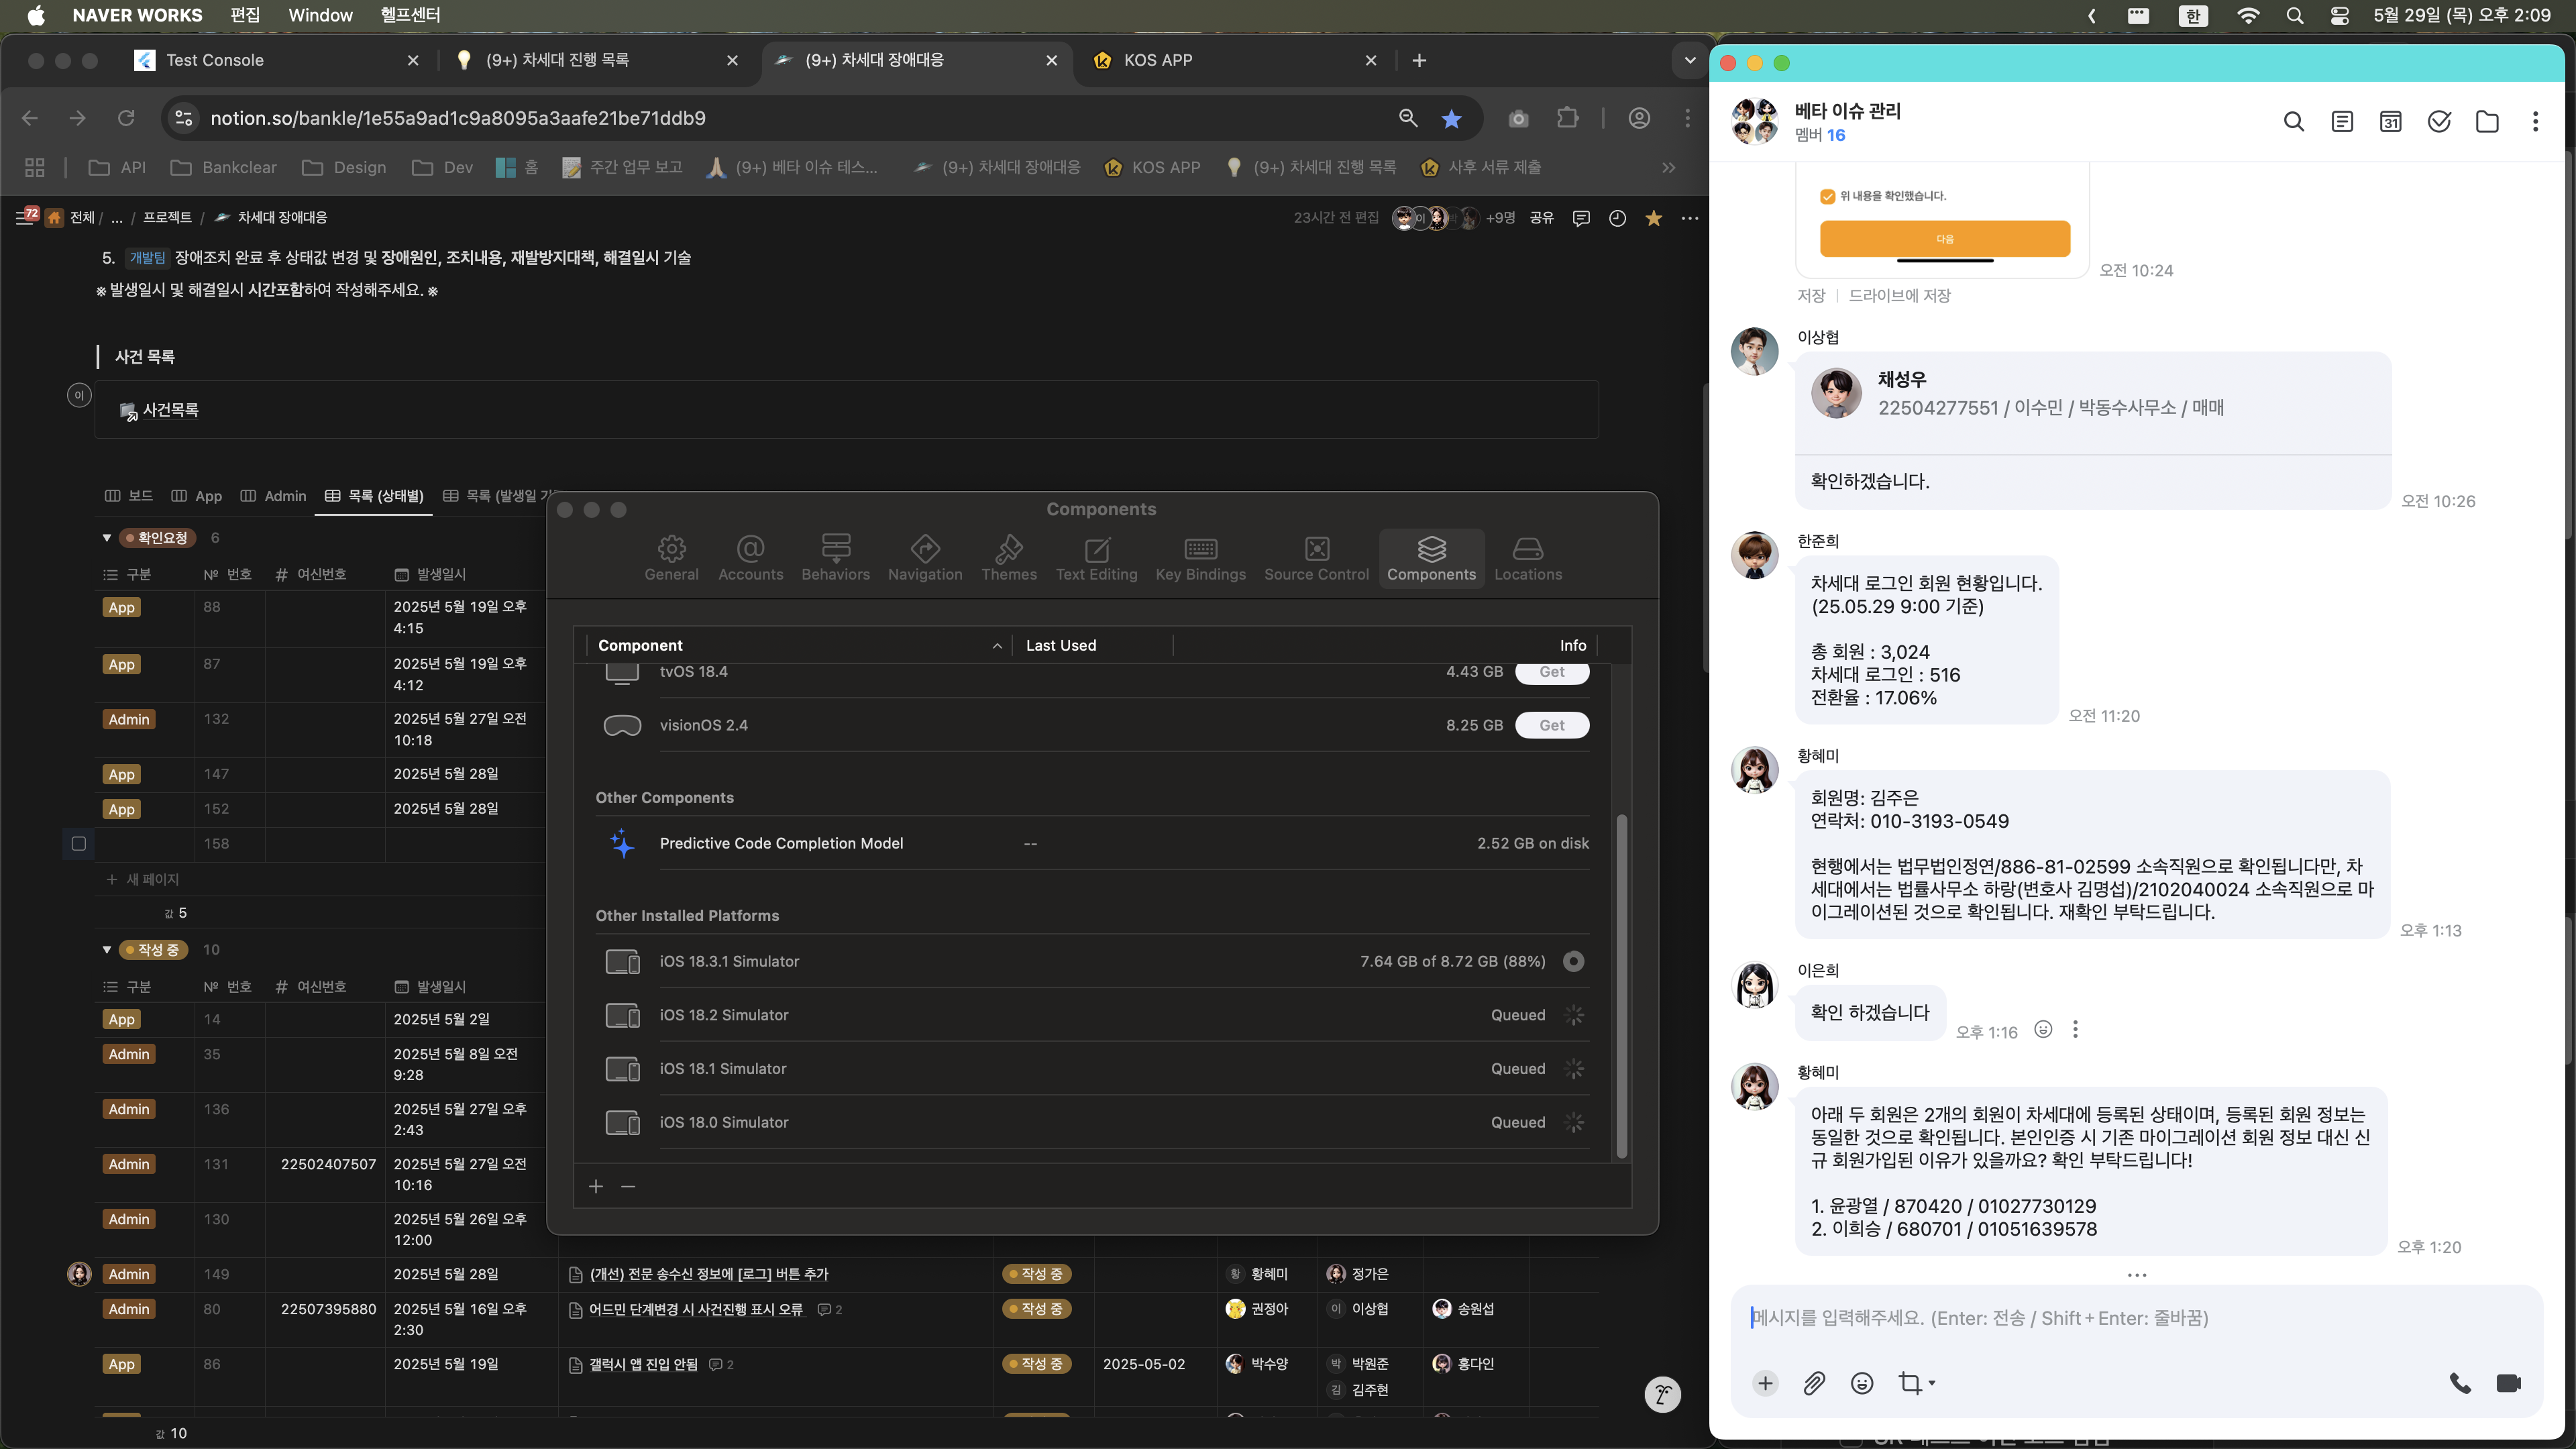 NAVER WORKS 편집 Window 헬프센터
한 5월 29일 (목) 오후 2:09
Test Console
(9+) 차세대 진행 목록
(9+) 차세대 장애대응
KOS APP
notion.so/bankle/1e55a9ad1c9a8095a3aafe21be71ddb9
API Bankclear Design Dev 홈 주간 업무 보고 (9+) 베타 이슈 테스... (9+) 차세대 장애대응 KOS APP (9+) 차세대 진행 목록 사후 서류 제출
72 전체 / ... / 프로젝트 / 차세대 장애대응
23시간 전 편집 +9명 공유
5. 개발팀 장애조치 완료 후 상태값 변경 및 장애원인, 조치내용, 재발방지대책, 해결일시 기술
※ 발생일시 및 해결일시 시간포함하여 작성해주세요. ※
사건 목록
이
사건목록
보드 App Admin 목록 (상태별) 목록 (발생일
확인요청 6
구분 № 번호 # 여신번호 발생일시
App 88 2025년 5월 19일 오후
4:15
App 87 2025년 5월 19일 오후
4:12
Admin 132 2025년 5월 27일 오전
10:18
App 147 2025년 5월 28일
App 152 2025년 5월 28일
158
+ 새 페이지
값 5
작성 중 10
구분 № 번호 # 여신번호 발생일시
App 14 2025년 5월 2일
Admin 35 2025년 5월 8일 오전
9:28
Admin 136 2025년 5월 27일 오후
2:43
Admin 131 22502407507 2025년 5월 27일 오전
10:16
Admin 130 2025년 5월 26일 오후
12:00
Admin 149 2025년 5월 28일 (개선) 전문 송수신 정보에 [로그] 버튼 추가 작성 중 황 황혜미 정가은
Admin 80 22507395880 2025년 5월 16일 오후 어드민 단계변경 시 사건진행 표시 오류 2 작성 중 권정아 이 이상협 송원섭
2:30
App 86 2025년 5월 19일 갤럭시 앱 진입 안됨 2 작성 중 2025-05-02 박수양 박 박원준 홍다인
김 김주현
값 10
Components
General Accounts Behaviors Navigation Themes Text Editing Key Bindings Source Control Components Locations
Component Last Used Info
tvOS 18.4 4.43 GB Get
visionOS 2.4 8.25 GB Get
Other Components
Predictive Code Completion Model -- 2.52 GB on disk
Other Installed Platforms
iOS 18.3.1 Simulator 7.64 GB of 8.72 GB (88%)
iOS 18.2 Simulator Queued
iOS 18.1 Simulator Queued
iOS 18.0 Simulator Queued
+ −
베타 이슈 관리
멤버 16
31
위 내용을 확인했습니다.
다음
오전 10:24
저장 | 드라이브에 저장
이상협
채성우
22504277551 / 이수민 / 박동수사무소 / 매매
확인하겠습니다.
오전 10:26
한준희
차세대 로그인 회원 현황입니다.
(25.05.29 9:00 기준)
총 회원 : 3,024
차세대 로그인 : 516
전환율 : 17.06%
오전 11:20
황혜미
회원명: 김주은
연락처: 010-3193-0549
현행에서는 법무법인정연/886-81-02599 소속직원으로 확인됩니다만, 차
세대에서는 법률사무소 하랑(변호사 김명섭)/2102040024 소속직원으로 마
이그레이션된 것으로 확인됩니다. 재확인 부탁드립니다.
오후 1:13
이은희
확인 하겠습니다
오후 1:16
황혜미
아래 두 회원은 2개의 회원이 차세대에 등록된 상태이며, 등록된 회원 정보는
동일한 것으로 확인됩니다. 본인인증 시 기존 마이그레이션 회원 정보 대신 신
규 회원가입된 이유가 있을까요? 확인 부탁드립니다!
1. 윤광열 / 870420 / 01027730129
2. 이희승 / 680701 / 01051639578
오후 1:20
메시지를 입력해주세요. (Enter: 전송 / Shift + Enter: 줄바꿈)